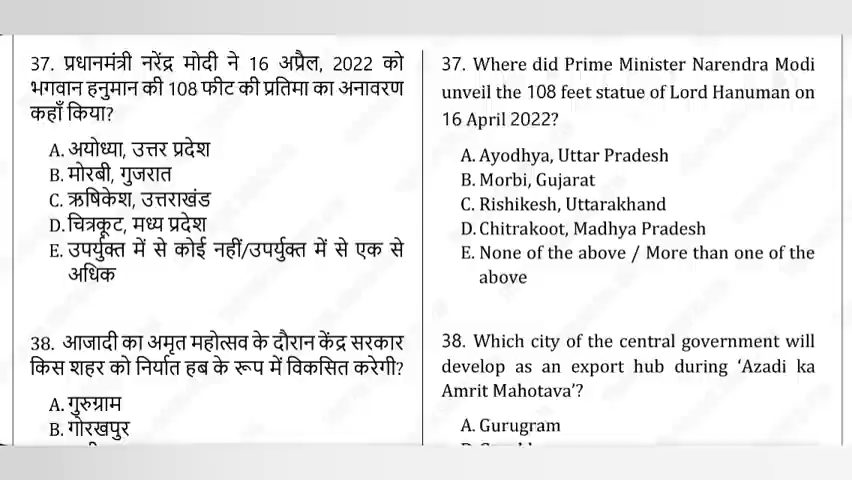 37. प्रधानमंत्री नरेंद्र मोदी ने 16 अप्रैल, 2022 को
भगवान हनुमान की 108 फीट की प्रतिमा का अनावरण
कहाँ किया?
A. अयोध्या, उत्तर प्रदेश
B. मोरबी, गुजरात
C. ऋषिकेश, उत्तराखंड
D. चित्रकूट, मध्य प्रदेश
E. उपर्युक्त में से कोई नहीं/उपर्युक्त में से एक से
अधिक
38. आजादी का अमृत महोत्सव के दौरान केंद्र सरकार
किस शहर को निर्यात हब के रूप में विकसित करेगी?
A. गुरुग्राम
B. गोरखपुर
37. Where did Prime Minister Narendra Modi
unveil the 108 feet statue of Lord Hanuman on
16 April 2022?
A. Ayodhya, Uttar Pradesh
B. Morbi, Gujarat
C. Rishikesh, Uttarakhand
D. Chitrakoot, Madhya Pradesh
E. None of the above / More than one of the
above
38. Which city of the central government will
develop as an export hub during ‘Azadi ka
Amrit Mahotava’?
A. Gurugram